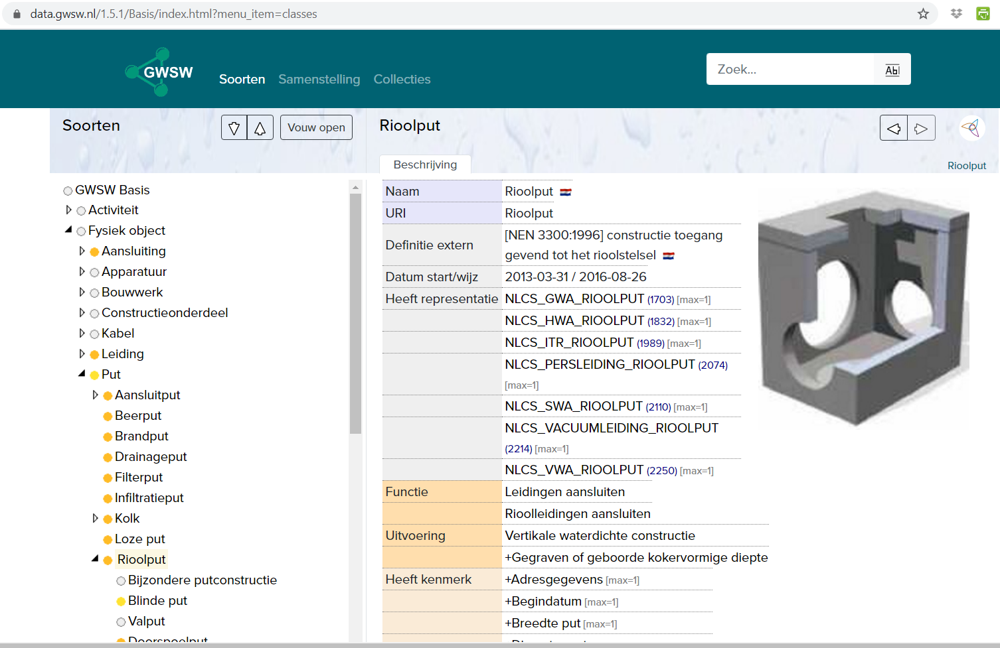 data.gwsw.nl/1.5.1/Basis/index.html?menu_item=classes
GWSW
Soorten Samenstelling Collecties
Zoek...
Ab
Soorten
Vouw open
Rioolput
Beschrijving
Rioolput
GWSW Basis
Activiteit
Fysiek object
Aansluiting
Apparatuur
Bouwwerk
Constructieonderdeel
Kabel
Leiding
Put
Aansluitput
Beerput
Brandput
Drainageput
Filterput
Infiltratieput
Kolk
Loze put
Rioolput
Bijzondere putconstructie
Blinde put
Valput
Doorspoelput
Naam Rioolput
URI Rioolput
Definitie extern [NEN 3300:1996] constructie toegang
gevend tot het rioolstelsel
Datum start/wijz 2013-03-31 / 2016-08-26
Heeft representatie NLCS_GWA_RIOOLPUT (1703) [max=1]
NLCS_HWA_RIOOLPUT (1832) [max=1]
NLCS_ITR_RIOOLPUT (1989) [max=1]
NLCS_PERSLEIDING_RIOOLPUT (2074)
[max=1]
NLCS_SWA_RIOOLPUT (2110) [max=1]
NLCS_VACUUMLEIDING_RIOOLPUT
(2214) [max=1]
NLCS_VWA_RIOOLPUT (2250) [max=1]
Functie Leidingen aansluiten
Rioolleidingen aansluiten
Uitvoering Vertikale waterdichte constructie
+Gegraven of geboorde kokervormige diepte
Heeft kenmerk +Adresgegevens [max=1]
+Begindatum [max=1]
+Breedte put [max=1]